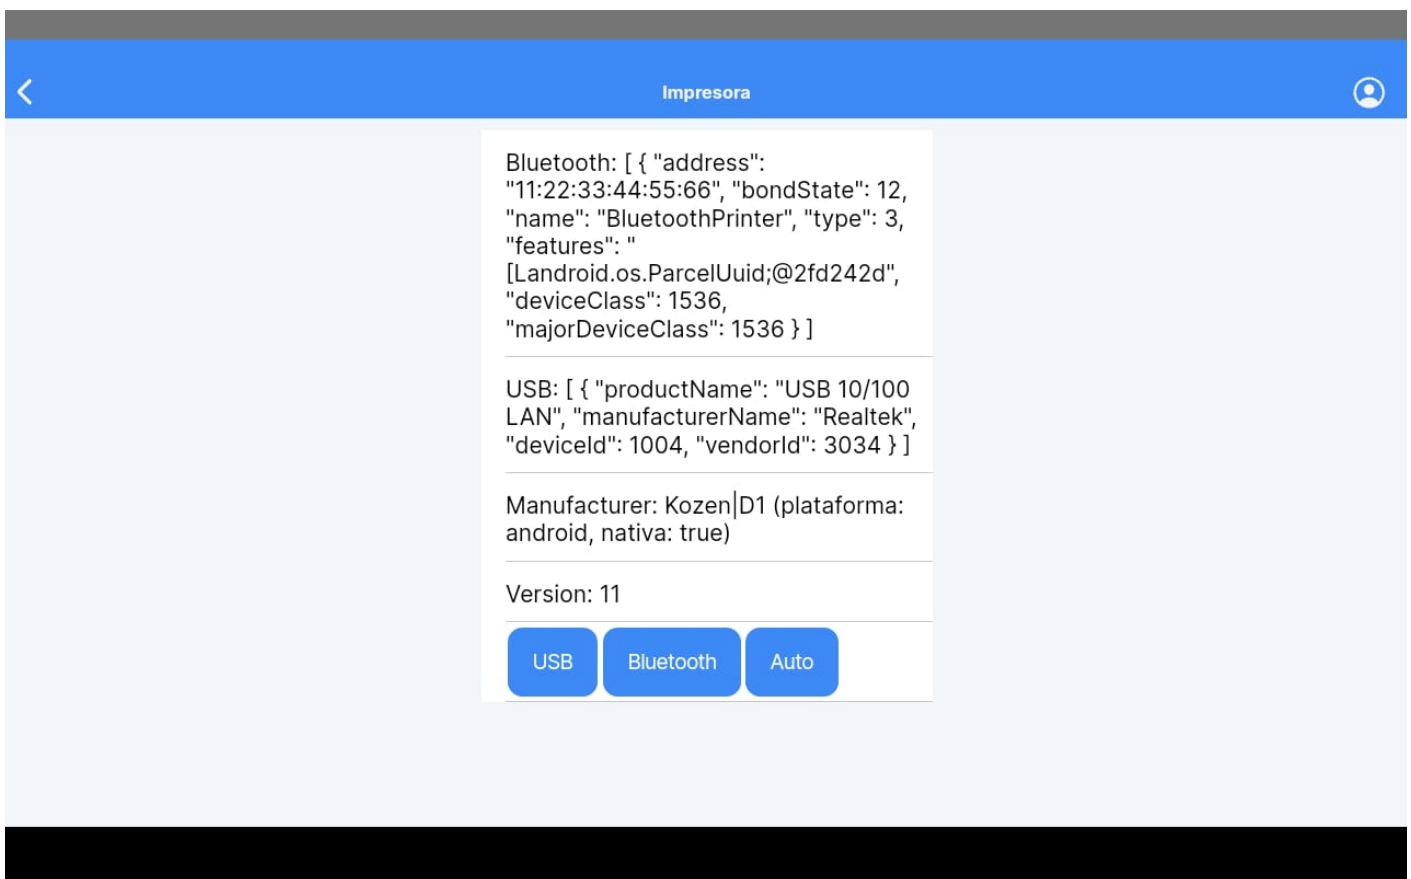 Impresora
Bluetooth: [ { "address":
"11:22:33:44:55:66", "bondState": 12,
"name": "BluetoothPrinter", "type": 3,
"features": "
[Landroid.os.ParcelUuid;@2fd242d",
"deviceClass": 1536,
"majorDeviceClass": 1536 } ]
USB: [ { "productName": "USB 10/100
LAN", "manufacturerName": "Realtek",
"deviceId": 1004, "vendorId": 3034 } ]
Manufacturer: Kozen|D1 (plataforma:
android, nativa: true)
Version: 11
USB Bluetooth Auto